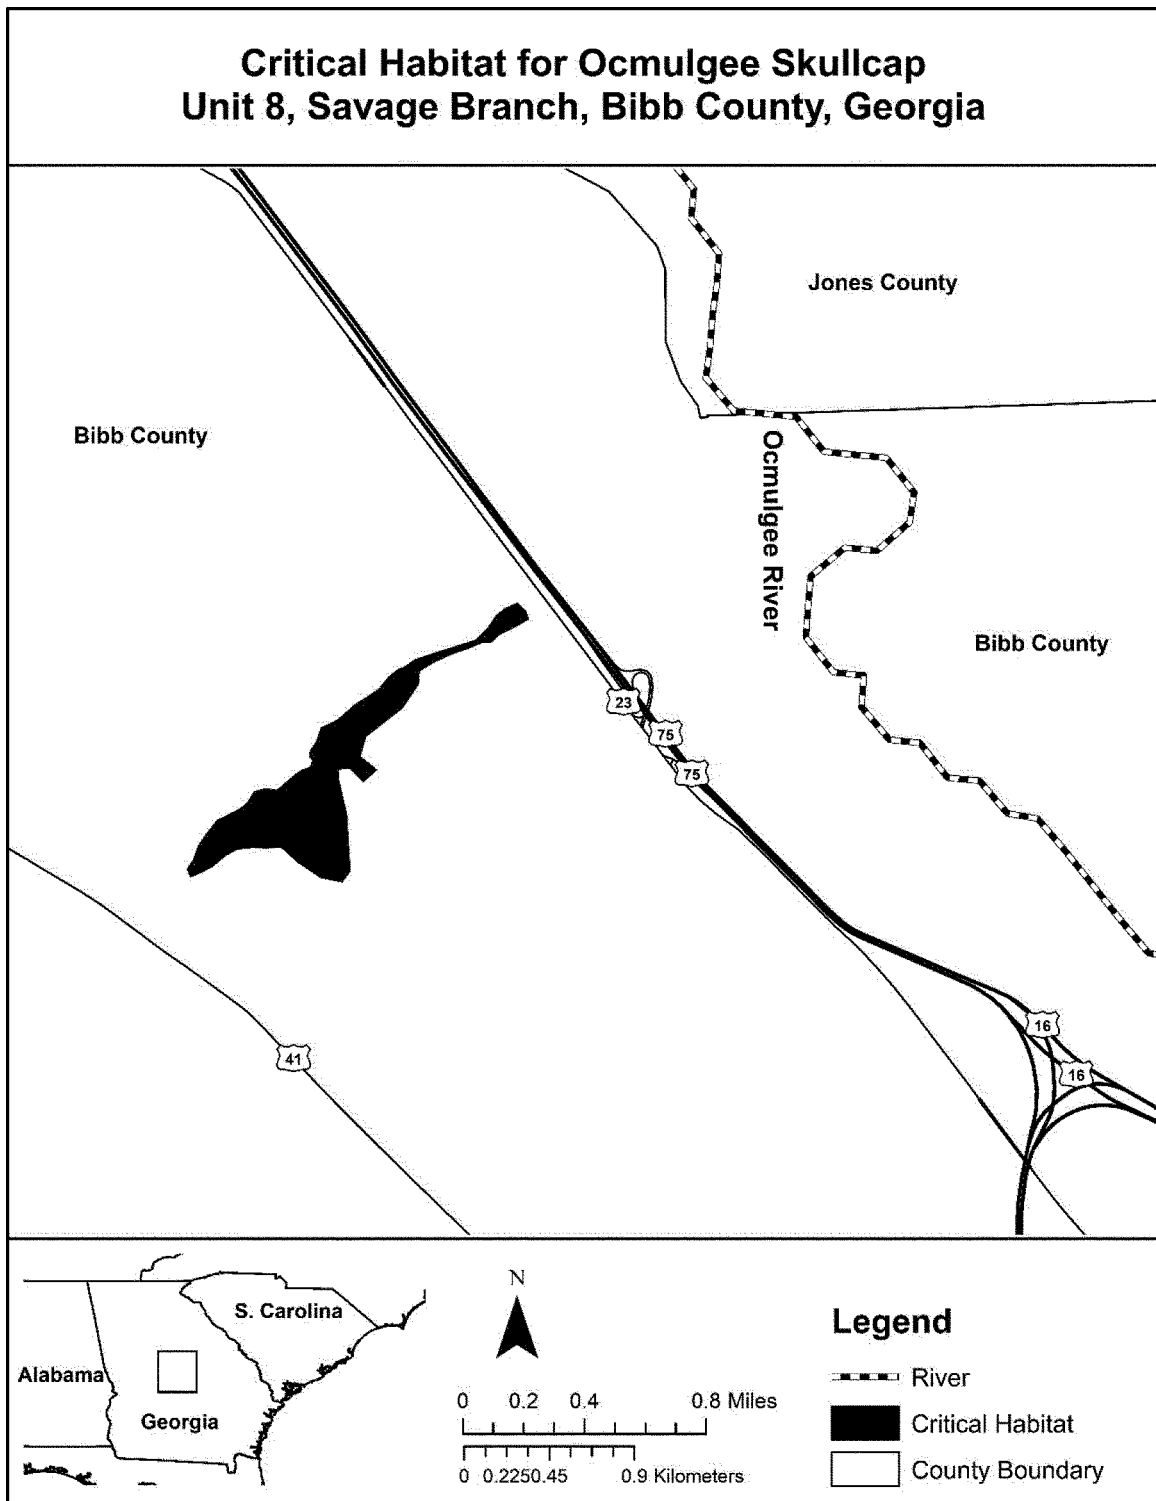 Critical Habitat for Ocmulgee Skullcap
Unit 8, Savage Branch, Bibb County, Georgia
Jones County
Bibb County
Ocmulgee River
Bibb County
23
75
75
16
16
41
S. Carolina
Alabama
Georgia
N
0 0.2 0.4 0.8 Miles
0 0.2250.45 0.9 Kilometers
Legend
River
Critical Habitat
County Boundary